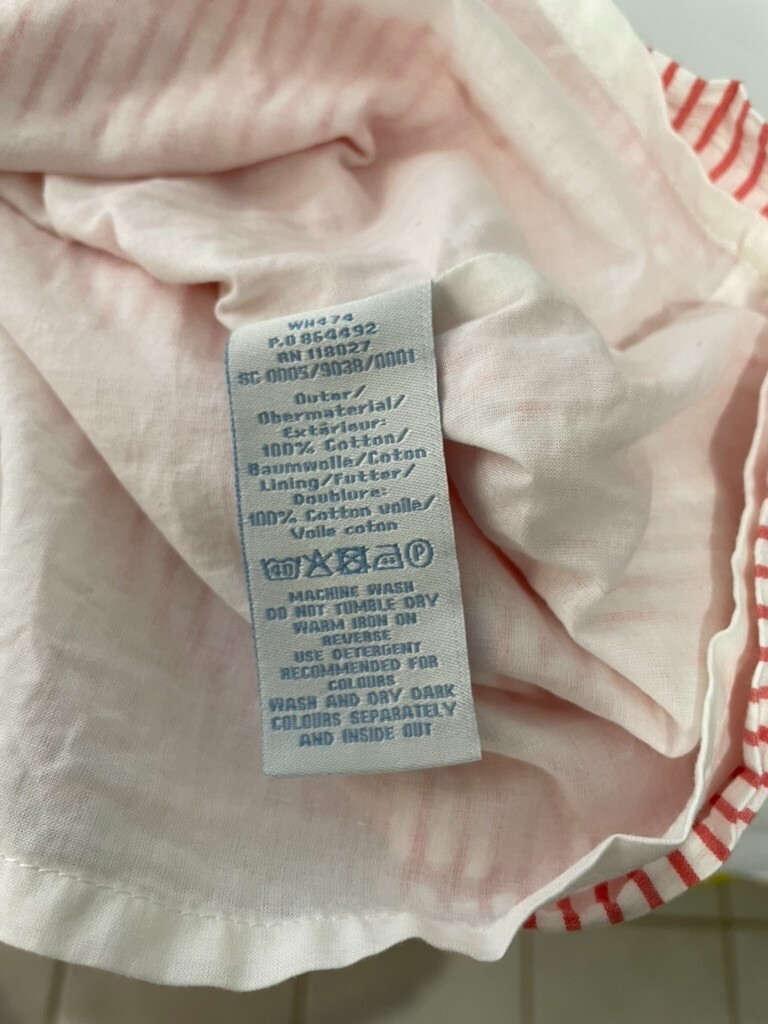 WH474
P.O 864492
RN 118027
SC-0005/9038/0001
Outer/
Obermaterial/
Extérieur:
100% Cotton/
Baumwolle/Coton
Lining/Futter/
Doublure:
100% Cotton voile/
Voile coton
40 P
MACHINE WASH
DO NOT TUMBLE DRY
WARM IRON ON
REVERSE
USE DETERGENT
RECOMMENDED FOR
COLOURS
WASH AND DRY DARK
COLOURS SEPARATELY
AND INSIDE OUT